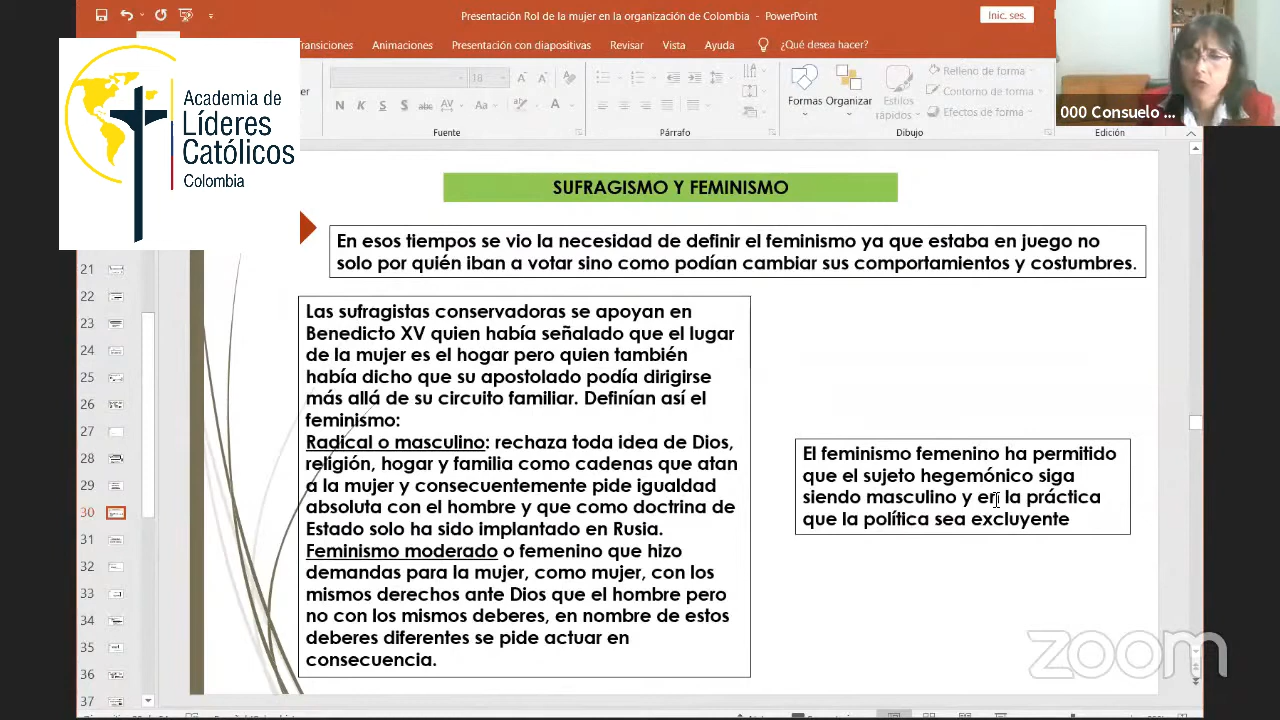 Presentación Rol de la mujer en la organización de Colombia - PowerPoint
Inic. ses.
Transiciones
Animaciones
Presentación con diapositivas
Revisar
Vista
Ayuda
¿Qué desea hacer?
18
Formas
Organizar
Estilos
rápidos
Relleno de forma
Contorno de forma
Efectos de forma
N K S S abc AV Aa A
Fuente
Párrafo
Dibujo
Edición
000 Consuelo ...
Academia de
Líderes
Católicos
Colombia
SUFRAGISMO Y FEMINISMO
En esos tiempos se vio la necesidad de definir el feminismo ya que estaba en juego no
solo por quién iban a votar sino como podían cambiar sus comportamientos y costumbres.
Las sufragistas conservadoras se apoyan en
Benedicto XV quien había señalado que el lugar
de la mujer es el hogar pero quien también
había dicho que su apostolado podía dirigirse
más allá de su circuito familiar. Definían así el
feminismo:
Radical o masculino: rechaza toda idea de Dios,
religión, hogar y familia como cadenas que atan
a la mujer y consecuentemente pide igualdad
absoluta con el hombre y que como doctrina de
Estado solo ha sido implantado en Rusia.
Feminismo moderado o femenino que hizo
demandas para la mujer, como mujer, con los
mismos derechos ante Dios que el hombre pero
no con los mismos deberes, en nombre de estos
deberes diferentes se pide actuar en
consecuencia.
El feminismo femenino ha permitido
que el sujeto hegemónico siga
siendo masculino y en la práctica
que la política sea excluyente
21
22
23
24
25
26
27
28
29
30
31
32
33
34
35
36
37
zoom